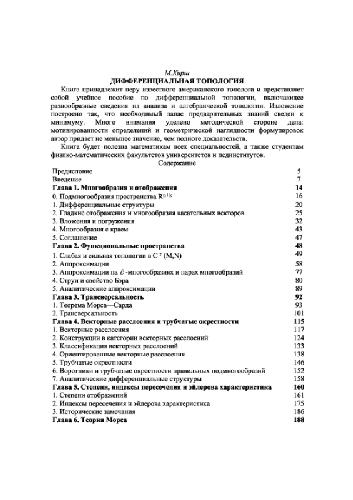 М.Хирш
ДИФФЕРЕНЦИАЛЬНАЯ ТОПОЛОГИЯ
Книга принадлежит перу известного американского тополога и представляет
собой учебное пособие по дифференциальной топологии, включающее
разнообразные сведения из анализа и алгебраической топологии. Изложение
построено так, что необходимый запас предварительных знаний сведен к
минимуму. Много внимания уделено методической стороне дела:
мотивированности определений и геометрической наглядности формулировок
автор придает не меньшее значение, чем полноте доказательств.
Книга будет полезна математикам всех специальностей, а также студентам
физико-математических факультетов университетов и пединститутов.
Содержание
Предисловие 5
Введение 7
Глава 1. Многообразия и отображения 14
0. Подмногообразия пространства 16
1. Дифференциальные структуры 20
2. Гладкие отображения и многообразия касательных векторов 25
3. Вложения и погружения 32
4. Многообразия с краем 43
5. Соглашение 47
Глава 2. Функциональные пространства 48
1. Слабая и сильная топологии в C r (M,N) 49
2. Аппроксимации 58
3. Аппроксимации на ∂-многообразиях и парах многообразий 77
4. Струи и свойство Бэра 80
5. Аналитические аппроксимации 89
Глава 3. Трансверсальность 92
1. Теорема Морса—Сарда 93
2. Трансверсальность 101
Глава 4. Векторные расслоения и трубчатые окрестности 115
1. Векторные расслоения 117
2. Конструкции в категории векторных расслоений 124
3. Классификация векторных расслоений 133
4. Ориентированные векторные расслоения 138
5. Трубчатые окрестности 146
6. Воротники и трубчатые окрестности правильных подмногообразий 152
7. Аналитические дифференциальные структуры 158
Глава 5. Степени, индексы пересечения и эйлерова характеристика 160
1. Степени отображений 161
2. Индексы пересечения и эйлерова характеристика 175
3. Исторические замечания 186
Глава 6. Теория Морса 188